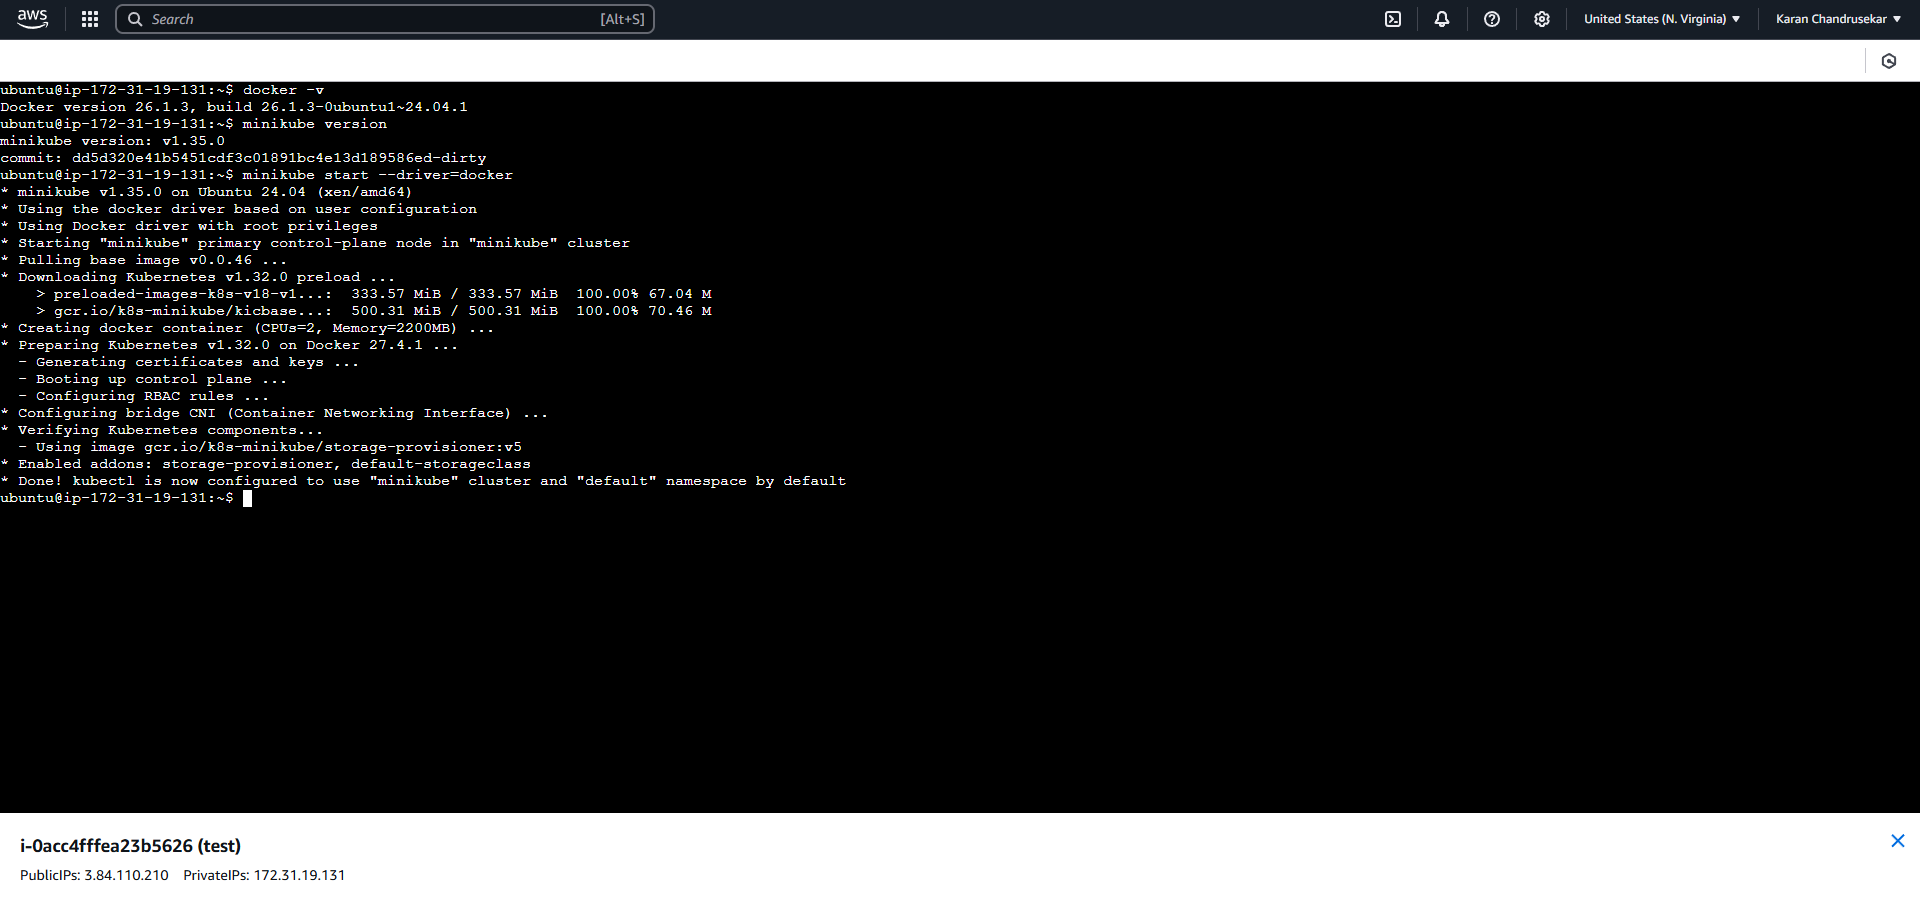 aws
Search [Alt+S]
United States (N. Virginia)
Karan Chandrusekar
ubuntu@ip-172-31-19-131:~$ docker -v
Docker version 26.1.3, build 26.1.3-0ubuntu1~24.04.1
ubuntu@ip-172-31-19-131:~$ minikube version
minikube version: v1.35.0
commit: dd5d320e41b5451cdf3c01891bc4e13d189586ed-dirty
ubuntu@ip-172-31-19-131:~$ minikube start --driver=docker
* minikube v1.35.0 on Ubuntu 24.04 (xen/amd64)
* Using the docker driver based on user configuration
* Using Docker driver with root privileges
* Starting "minikube" primary control-plane node in "minikube" cluster
* Pulling base image v0.0.46 ...
* Downloading Kubernetes v1.32.0 preload ...
    > preloaded-images-k8s-v18-v1...:  333.57 MiB / 333.57 MiB  100.00% 67.04 M
    > gcr.io/k8s-minikube/kicbase...:  500.31 MiB / 500.31 MiB  100.00% 70.46 M
* Creating docker container (CPUs=2, Memory=2200MB) ...
* Preparing Kubernetes v1.32.0 on Docker 27.4.1 ...
  - Generating certificates and keys ...
  - Booting up control plane ...
  - Configuring RBAC rules ...
* Configuring bridge CNI (Container Networking Interface) ...
* Verifying Kubernetes components...
  - Using image gcr.io/k8s-minikube/storage-provisioner:v5
* Enabled addons: storage-provisioner, default-storageclass
* Done! kubectl is now configured to use "minikube" cluster and "default" namespace by default
ubuntu@ip-172-31-19-131:~$
i-0acc4fffea23b5626 (test)
PublicIPs: 3.84.110.210 PrivateIPs: 172.31.19.131